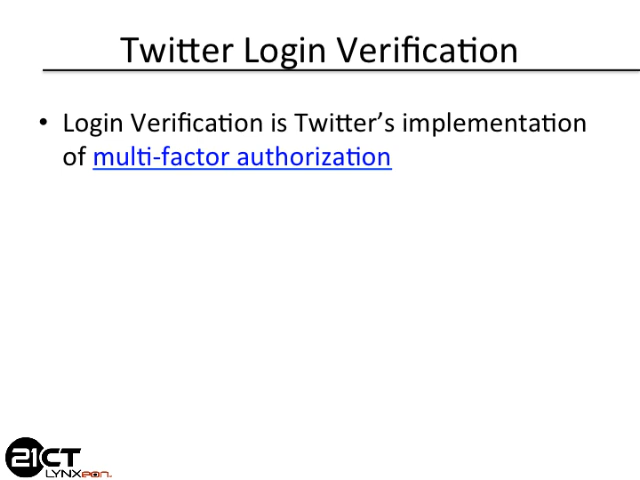 Twitter Login Verification
• Login Verification is Twitter’s implementation
of multi-factor authorization
21CT
LYNXeon.